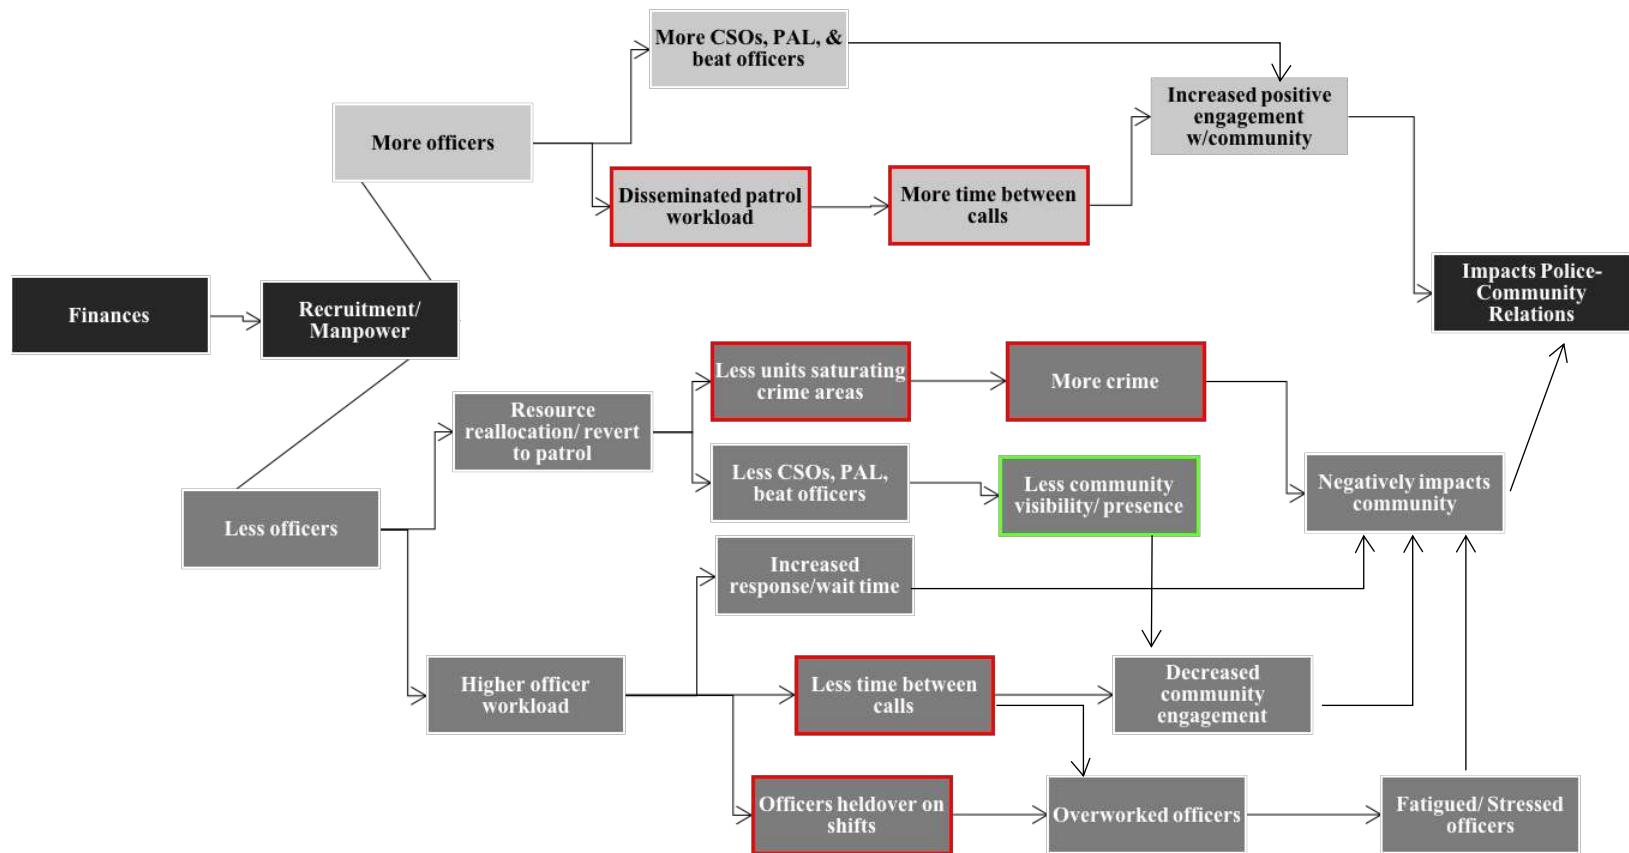 More CSOs, PAL, &
beat officers
Increased positive
engagement
w/community
More officers
Disseminated patrol
workload
More time between
calls
Finances
Recruitment/
Manpower
Impacts Police-
Community
Relations
Less units saturating
crime areas
More crime
Resource
reallocation/ revert
to patrol
Less CSOs, PAL,
beat officers
Less community
visibility/ presence
Negatively impacts
community
Less officers
Increased
response/wait time
Higher officer
workload
Less time between
calls
Decreased
community
engagement
Officers heldover on
shifts
Overworked officers
Fatigued/ Stressed
officers